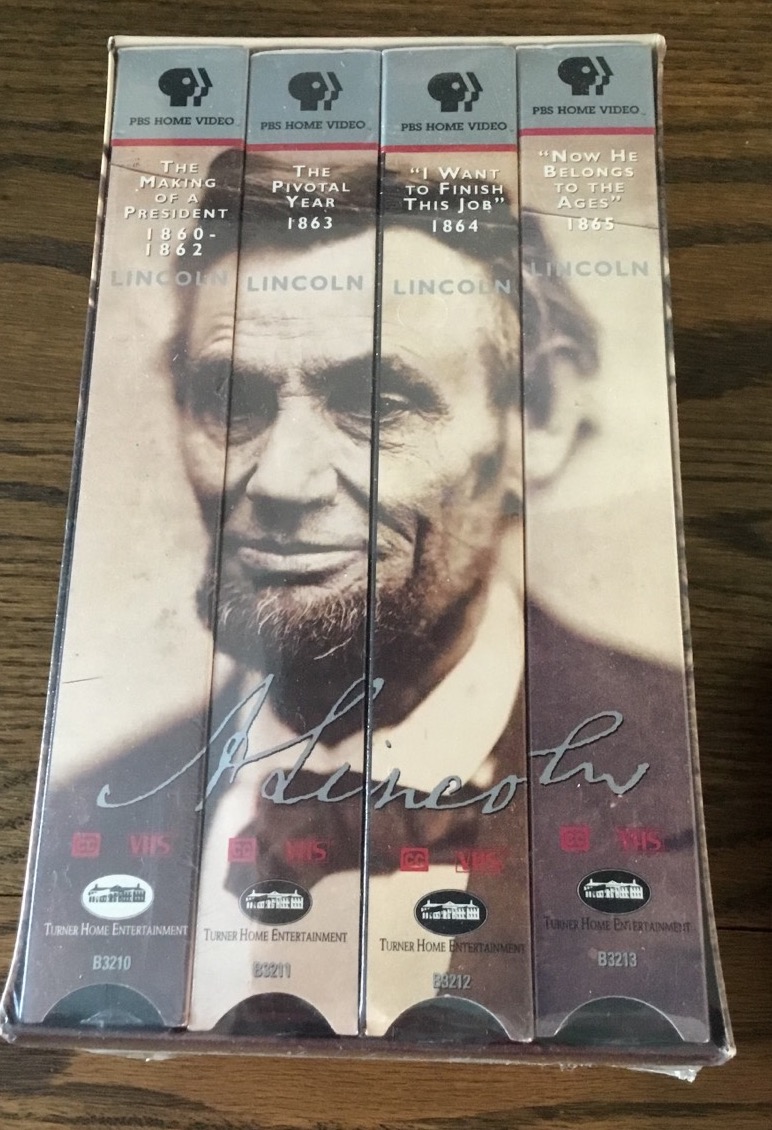 PBS HOME VIDEO
THE
MAKING
OF A
PRESIDENT
1860-
1862
LINCOLN
CC VHS
TURNER HOME ENTERTAINMENT
B3210
PBS HOME VIDEO
THE
PIVOTAL
YEAR
1863
LINCOLN
CC VHS
TURNER HOME ENTERTAINMENT
B3211
PBS HOME VIDEO
"I WANT
TO FINISH
THIS JOB"
1864
LINCOLN
CC VHS
TURNER HOME ENTERTAINMENT
B3212
PBS HOME VIDEO
"NOW HE
BELONGS
TO THE
AGES"
1865
LINCOLN
CC VHS
TURNER HOME ENTERTAINMENT
B3213
A Lincoln